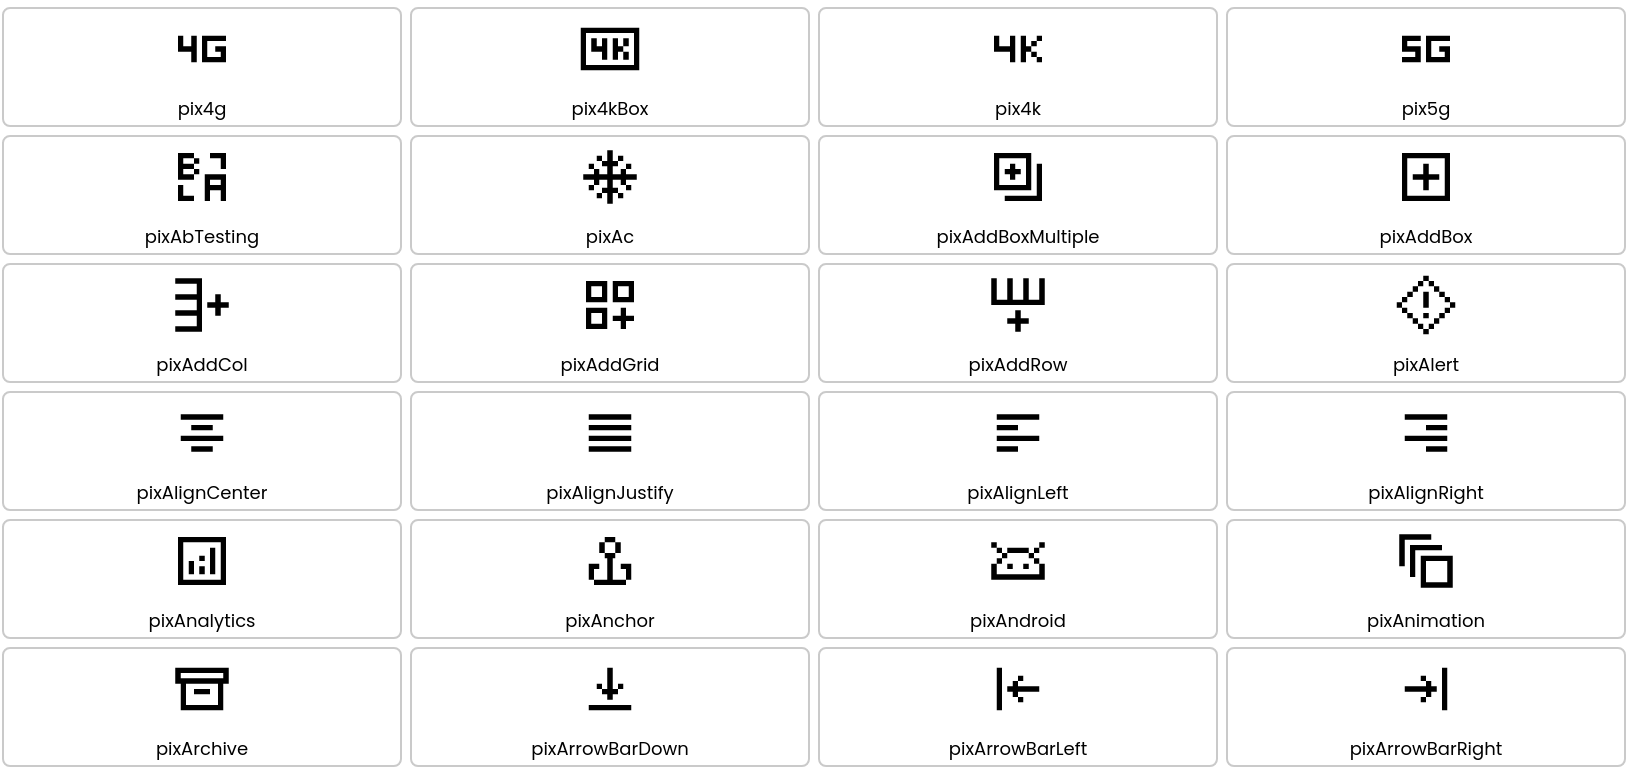 4G 4K 4K 5G
pix4g pix4kBox pix4k pix5g
B A
pixAbTesting pixAc pixAddBoxMultiple pixAddBox
pixAddCol pixAddGrid pixAddRow pixAlert
pixAlignCenter pixAlignJustify pixAlignLeft pixAlignRight
pixAnalytics pixAnchor pixAndroid pixAnimation
pixArchive pixArrowBarDown pixArrowBarLeft pixArrowBarRight